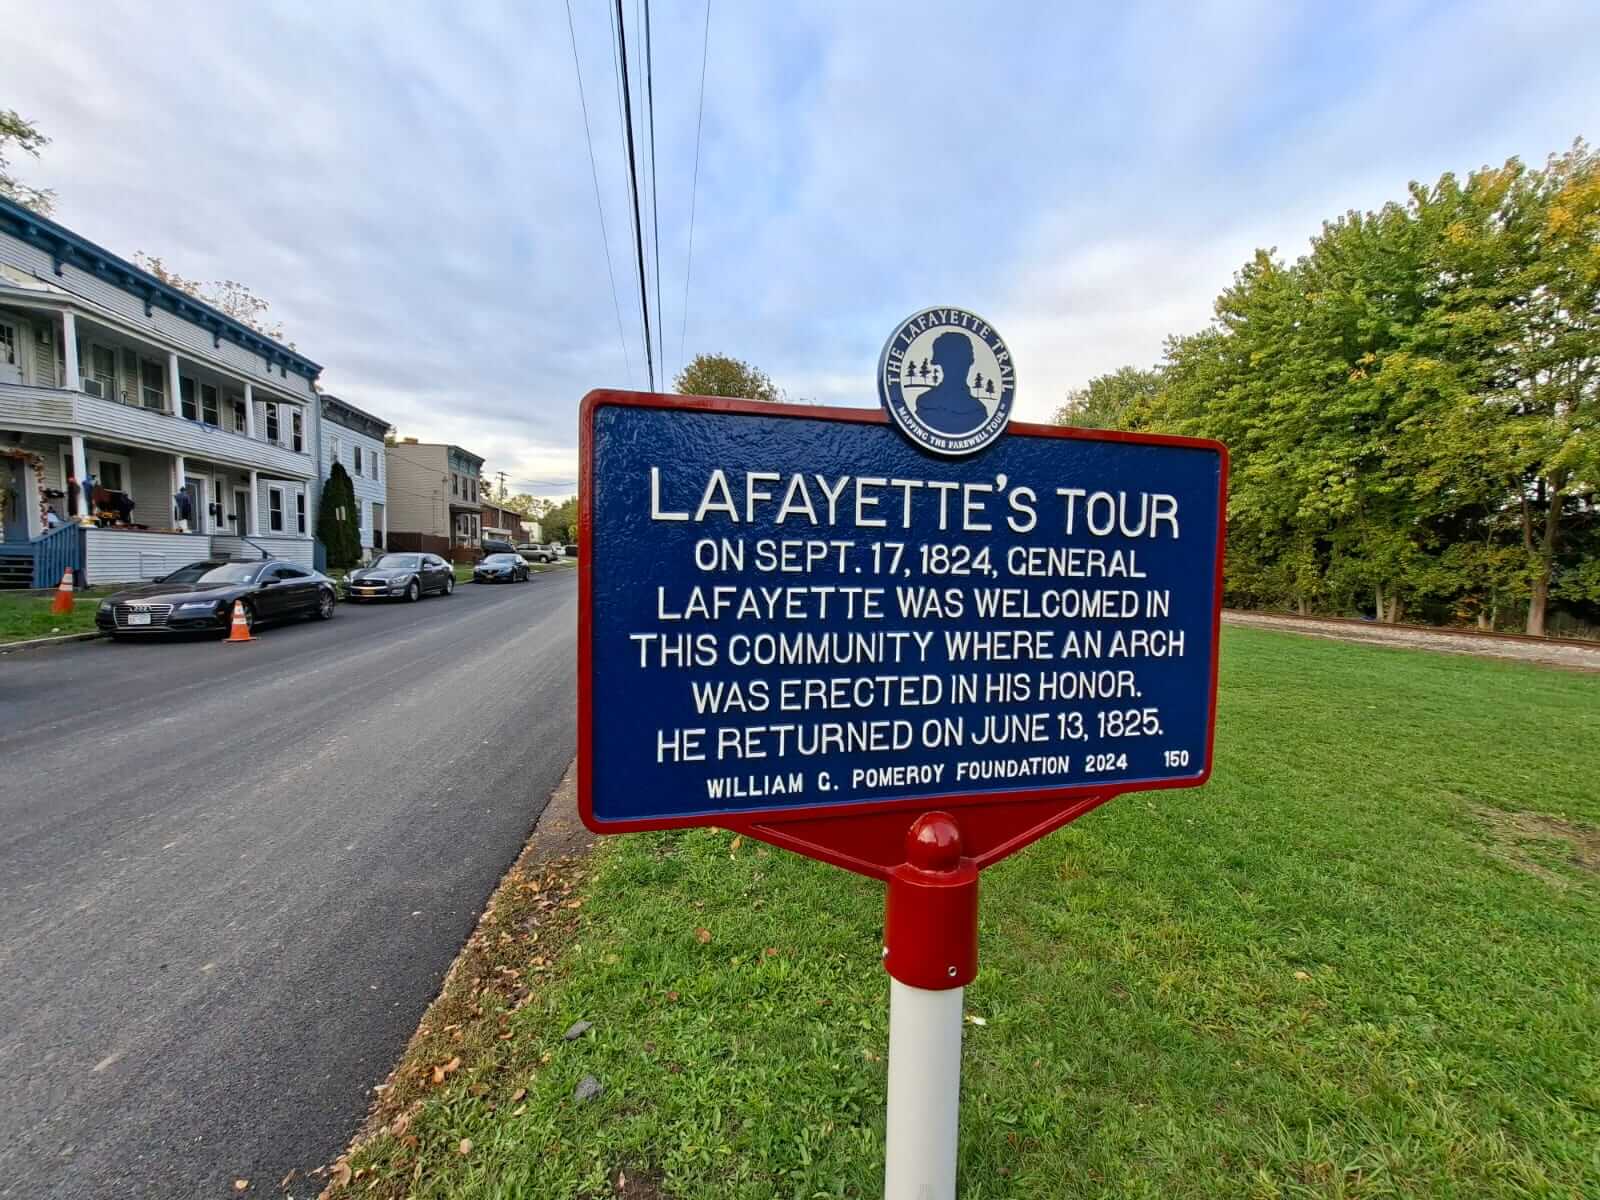 THE LAFAYETTE TRAIL
MAPPING THE FAREWELL TOUR
LAFAYETTE'S TOUR
ON SEPT. 17, 1824, GENERAL
LAFAYETTE WAS WELCOMED IN
THIS COMMUNITY WHERE AN ARCH
WAS ERECTED IN HIS HONOR.
HE RETURNED ON JUNE 13, 1825.
WILLIAM G. POMEROY FOUNDATION 2024 150